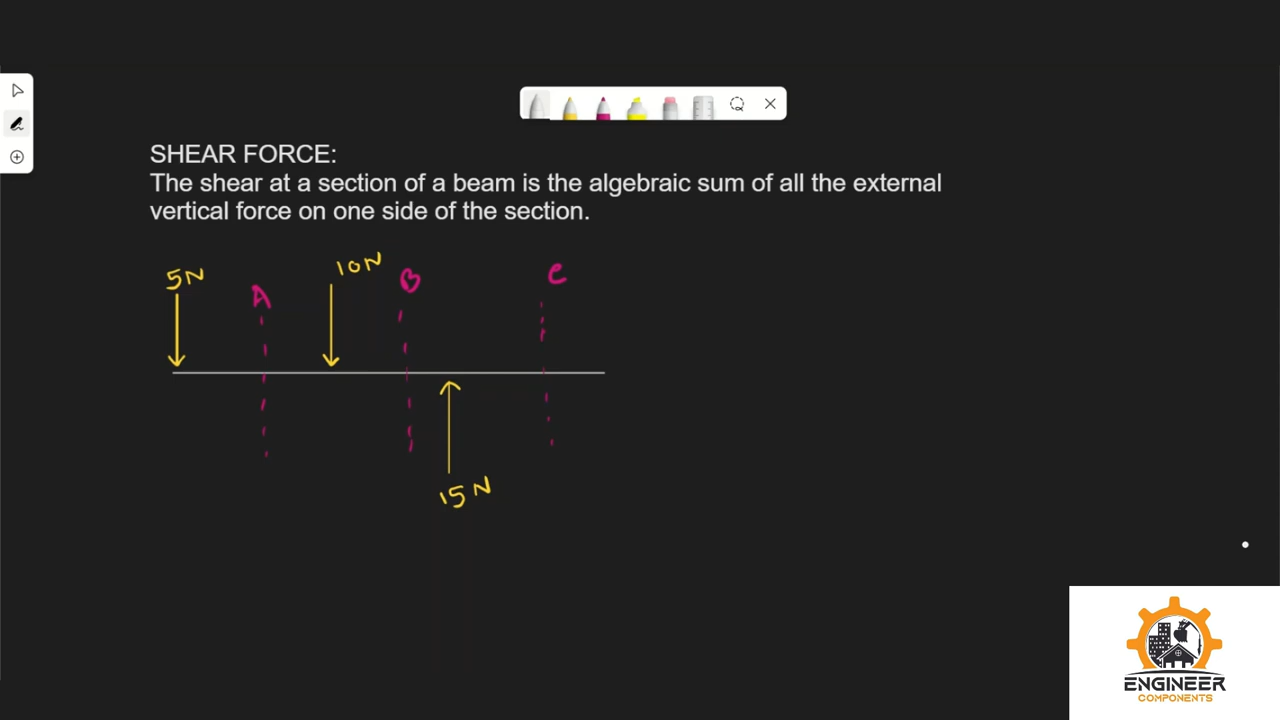 SHEAR FORCE:
The shear at a section of a beam is the algebraic sum of all the external
vertical force on one side of the section.
5N
A
10N
B
C
15N
ENGINEER
COMPONENTS